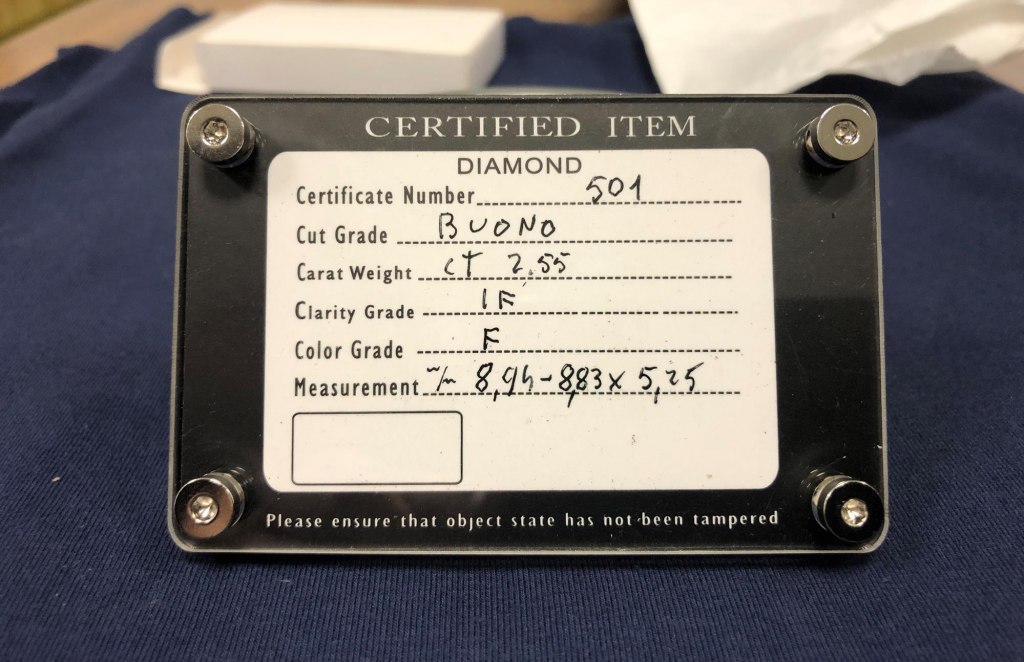 CERTIFIED ITEM
DIAMOND
Certificate Number 501
Cut Grade BUONO
Carat Weight CT 2.55
Clarity Grade IF
Color Grade F
Measurement m/m 8,94-8,83x 5,25
Please ensure that object state has not been tampered